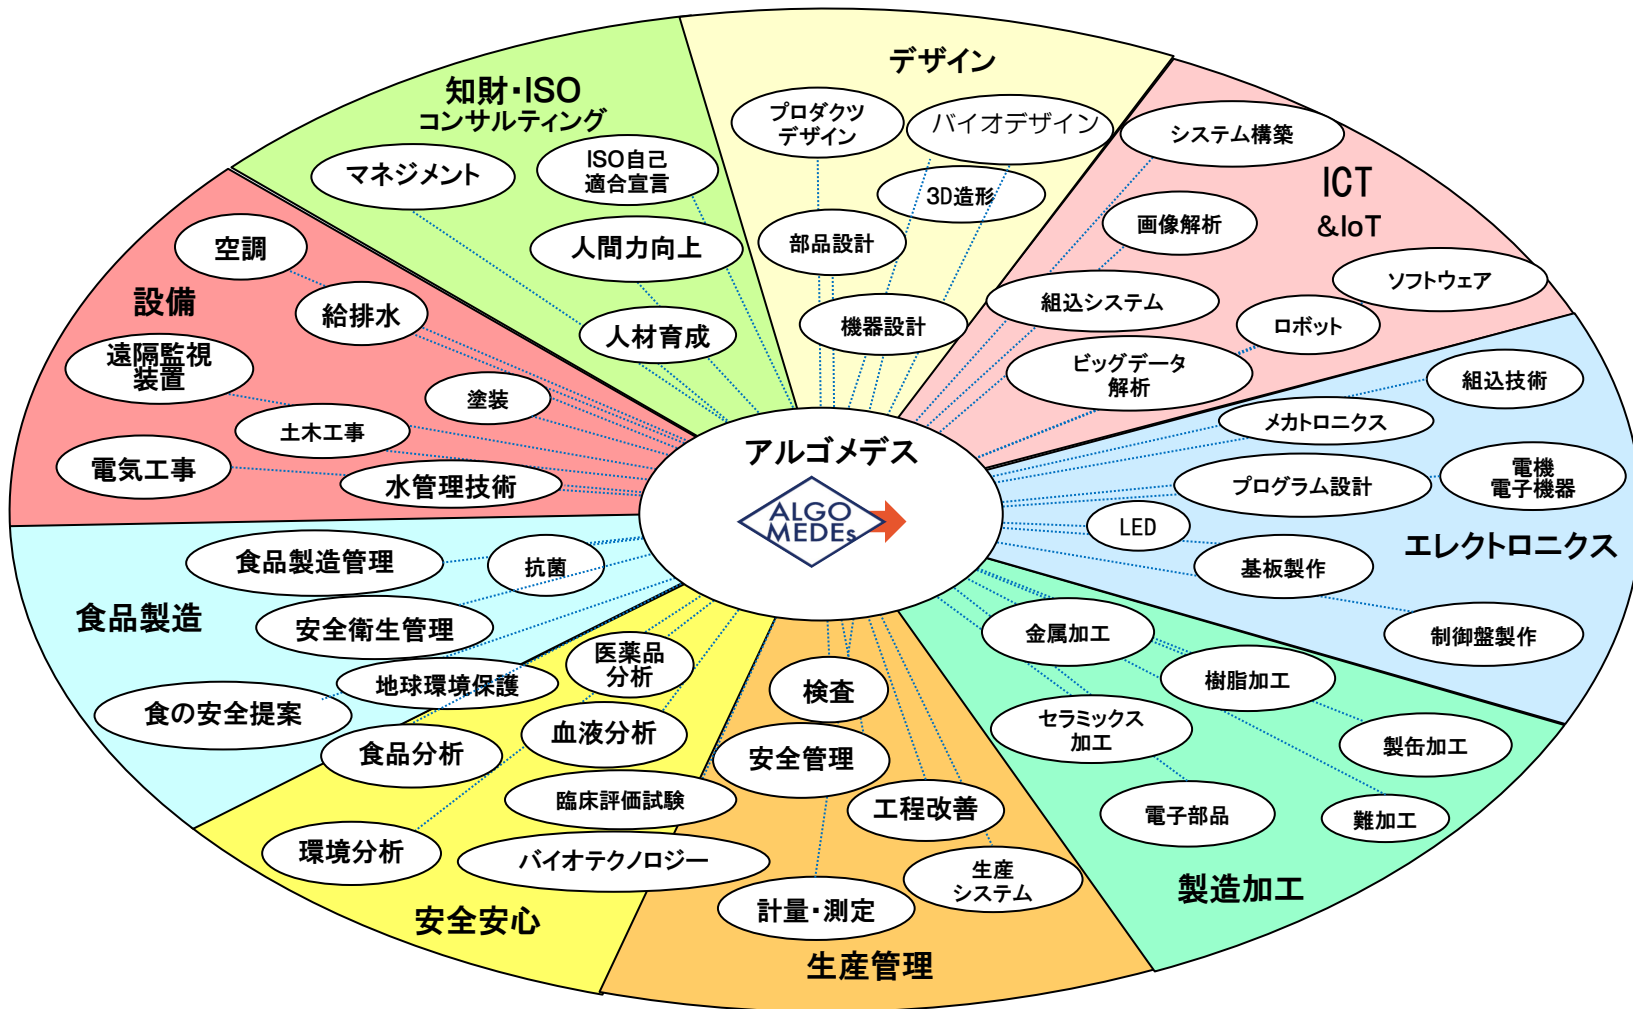 知財・ISO
コンサルティング
マネジメント
ISO自己
適合宣言
人間力向上
人材育成
デザイン
プロダクツ
デザイン
バイオデザイン
3D造形
部品設計
機器設計
ICT
&IoT
システム構築
画像解析
組込システム
ソフトウェア
ロボット
ビッグデータ
解析
設備
空調
給排水
遠隔監視
装置
塗装
土木工事
電気工事
水管理技術
アルゴメデス
ALGO
MEDEs
エレクトロニクス
組込技術
メカトロニクス
プログラム設計
電機
電子機器
LED
基板製作
制御盤製作
食品製造
食品製造管理
抗菌
安全衛生管理
地球環境保護
食の安全提案
安全安心
医薬品
分析
血液分析
食品分析
臨床評価試験
環境分析
バイオテクノロジー
生産管理
検査
安全管理
工程改善
生産
システム
計量・測定
製造加工
金属加工
樹脂加工
セラミックス
加工
製缶加工
電子部品
難加工